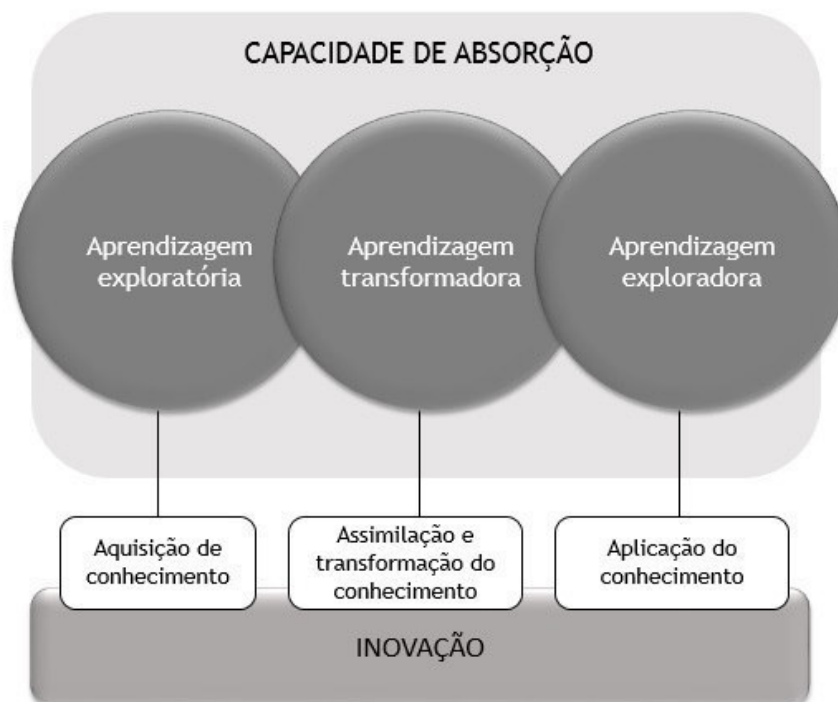 CAPACIDADE DE ABSORÇÃO
Aprendizagem
exploratória
Aprendizagem
transformadora
Aprendizagem
exploradora
Aquisição de
conhecimento
Assimilação e
transformação do
conhecimento
Aplicação do
conhecimento
INOVAÇÃO